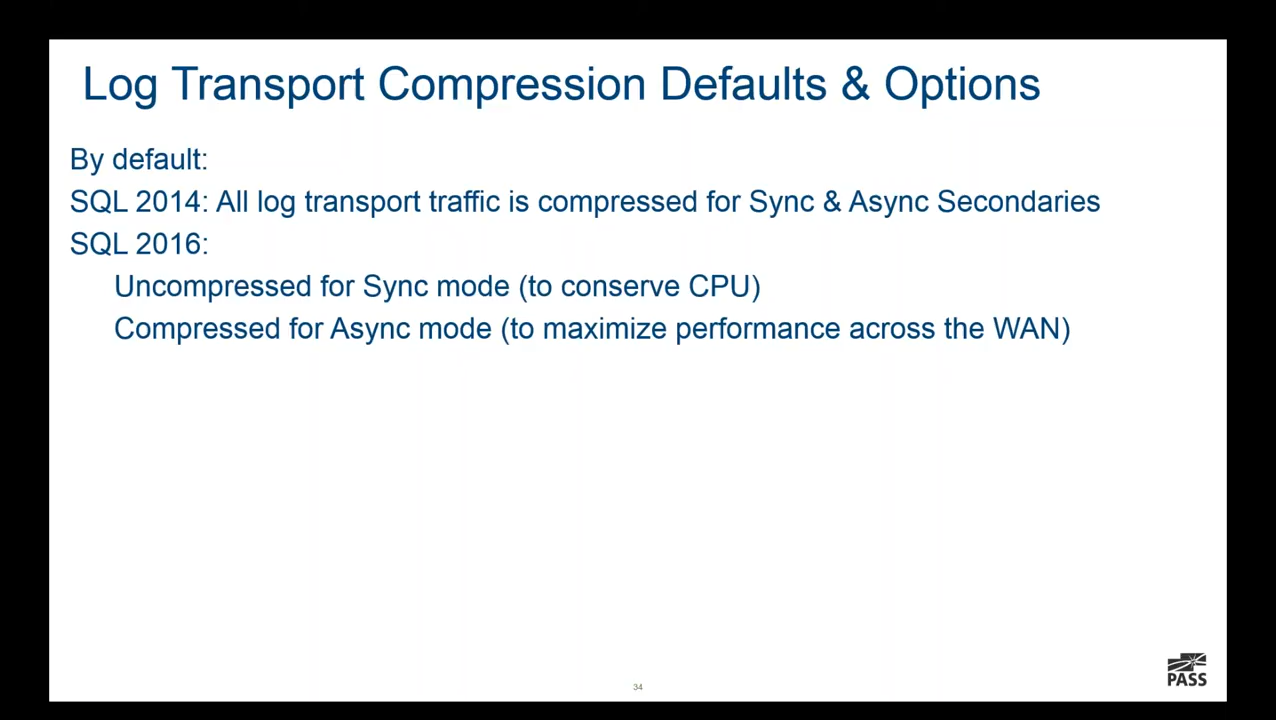 Log Transport Compression Defaults & Options
By default:
SQL 2014: All log transport traffic is compressed for Sync & Async Secondaries
SQL 2016:
Uncompressed for Sync mode (to conserve CPU)
Compressed for Async mode (to maximize performance across the WAN)
34
PASS